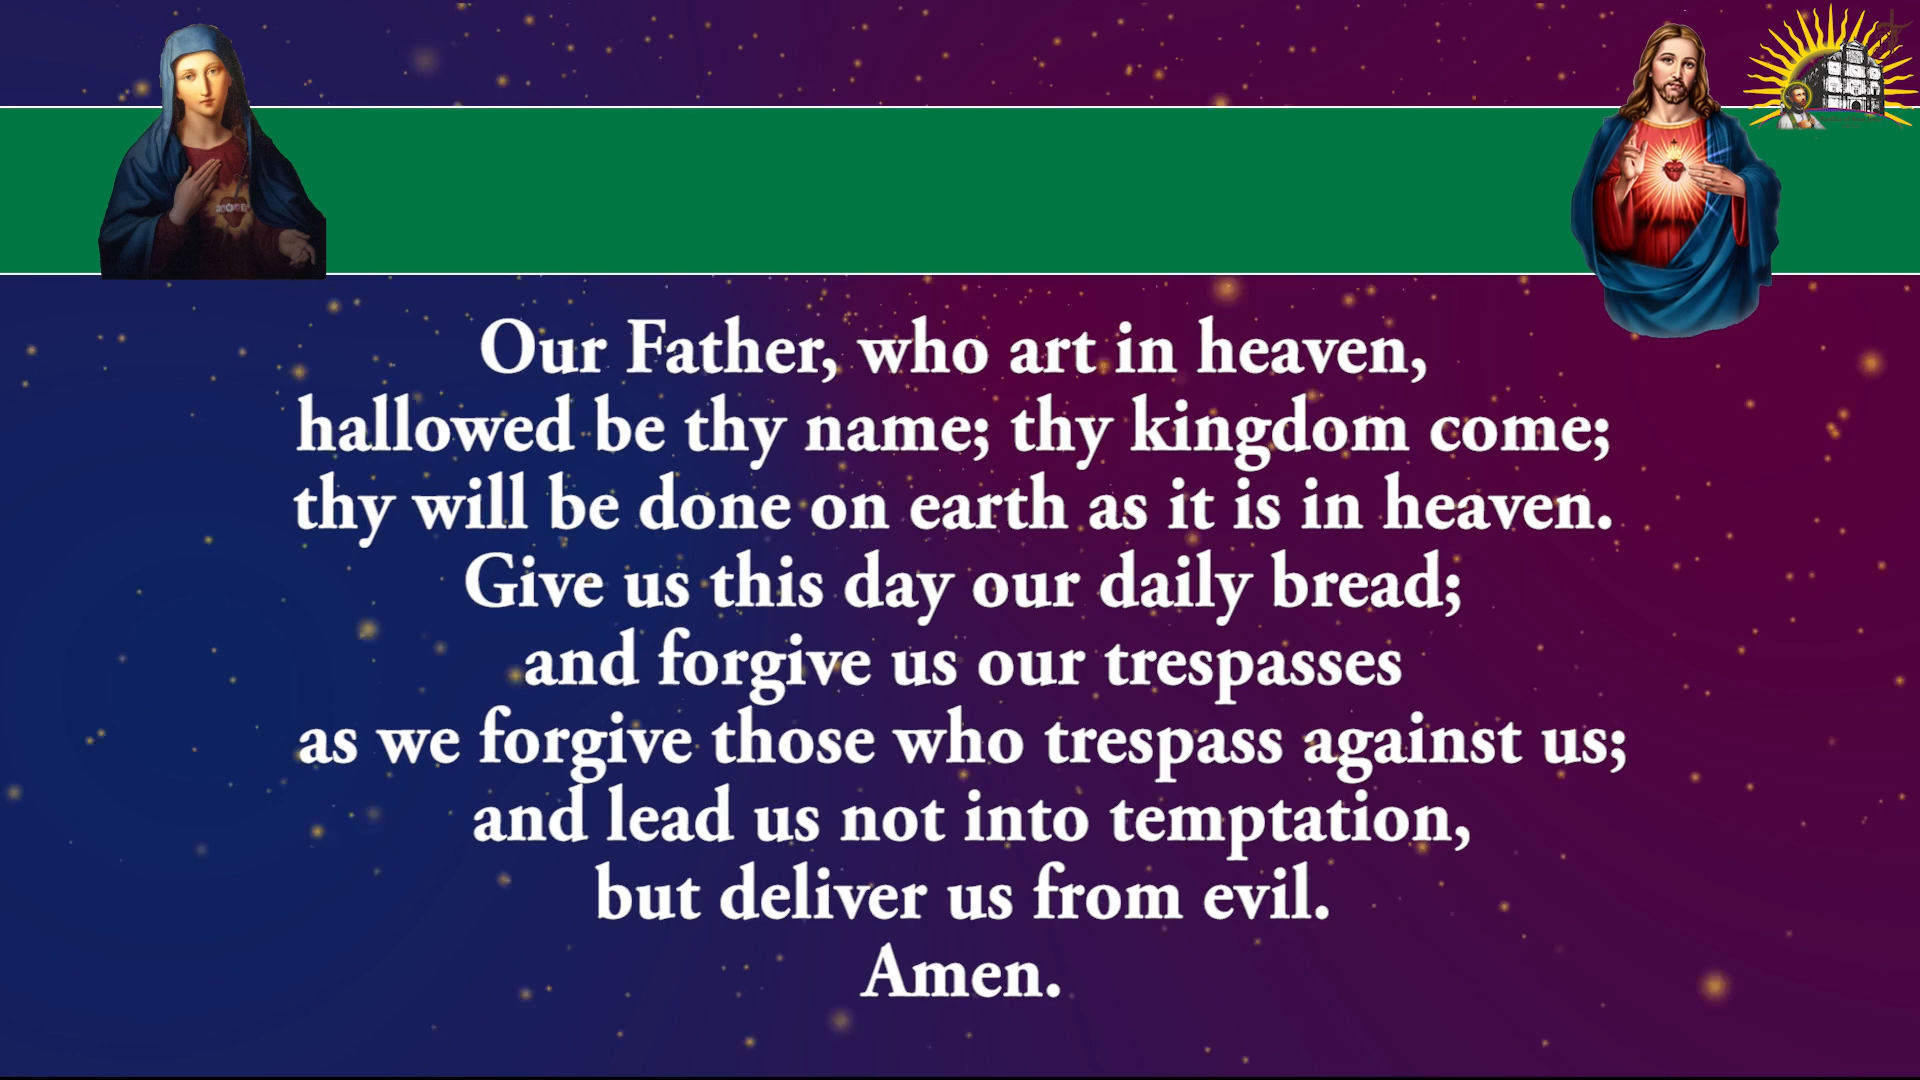 Our Father, who art in heaven,
hallowed be thy name; thy kingdom come;
thy will be done on earth as it is in heaven.
Give us this day our daily bread;
and forgive us our trespasses
as we forgive those who trespass against us;
and lead us not into temptation,
but deliver us from evil.
Amen.